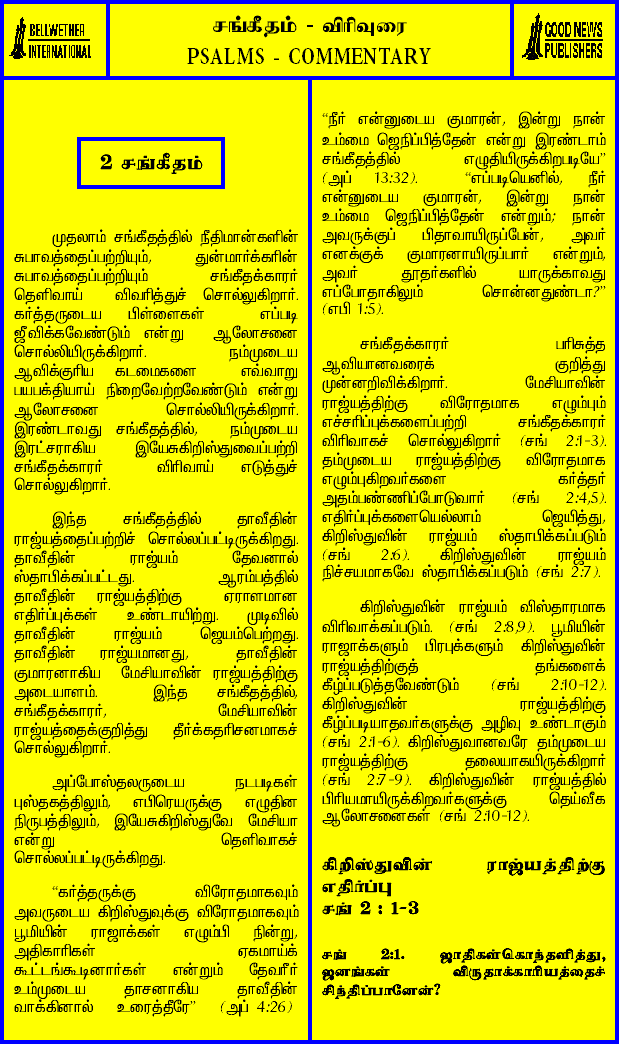 BELLWETHER
INTERNATIONAL
சங்கீதம் - விரிவுரை
PSALMS - COMMENTARY
GOOD NEWS
PUBLISHERS
2 சங்கீதம்
முதலாம் சங்கீதத்தில் நீதிமான்களின்
சுபாவத்தைப்பற்றியும், துன்மார்க்கரின்
சுபாவத்தைப்பற்றியும் சங்கீதக்காரர்
தெளிவாய் விவரித்துச் சொல்லுகிறார்.
கர்த்தருடைய பிள்ளைகள் எப்படி
ஜீவிக்கவேண்டும் என்று ஆலோசனை
சொல்லியிருக்கிறார். நம்முடைய
ஆவிக்குரிய கடமைகளை எவ்வாறு
பயபக்தியாய் நிறைவேற்றவேண்டும் என்று
ஆலோசனை சொல்லியிருக்கிறார்.
இரண்டாவது சங்கீதத்தில், நம்முடைய
இரட்சராகிய இயேசுகிறிஸ்துவைப்பற்றி
சங்கீதக்காரர் விரிவாய் எடுத்துச்
சொல்லுகிறார்.
இந்த சங்கீதத்தில் தாவீதின்
ராஜ்யத்தைப்பற்றிச் சொல்லப்பட்டிருக்கிறது.
தாவீதின் ராஜ்யம் தேவனால்
ஸ்தாபிக்கப்பட்டது. ஆரம்பத்தில்
தாவீதின் ராஜ்யத்திற்கு ஏராளமான
எதிர்ப்புக்கள் உண்டாயிற்று. முடிவில்
தாவீதின் ராஜ்யம் ஜெயம்பெற்றது.
தாவீதின் ராஜ்யமானது, தாவீதின்
குமாரனாகிய மேசியாவின் ராஜ்யத்திற்கு
அடையாளம். இந்த சங்கீதத்தில்,
சங்கீதக்காரர், மேசியாவின்
ராஜ்யத்தைக்குறித்து தீர்க்கதரிசனமாகச்
சொல்லுகிறார்.
அப்போஸ்தலருடைய நடபடிகள்
புஸ்தகத்திலும், எபிரெயருக்கு எழுதின
நிருபத்திலும், இயேசுகிறிஸ்துவே மேசியா
என்று தெளிவாகச்
சொல்லப்பட்டிருக்கிறது.
“கர்த்தருக்கு விரோதமாகவும்
அவருடைய கிறிஸ்துவுக்கு விரோதமாகவும்
பூமியின் ராஜாக்கள் எழும்பி நின்று,
அதிகாரிகள் ஏகமாய்க்
கூட்டங்கூடினார்கள் என்றும் தேவரீர்
உம்முடைய தாசனாகிய தாவீதின்
வாக்கினால் உரைத்தீரே” (அப் 4:26)
“நீர் என்னுடைய குமாரன், இன்று நான்
உம்மை ஜெநிப்பித்தேன் என்று இரண்டாம்
சங்கீதத்தில் எழுதியிருக்கிறபடியே”
(அப் 13:32). “எப்படியெனில், நீர்
என்னுடைய குமாரன், இன்று நான்
உம்மை ஜெநிப்பித்தேன் என்றும்; நான்
அவருக்குப் பிதாவாயிருப்பேன், அவர்
எனக்குக் குமாரனாயிருப்பார் என்றும்,
அவர் தூதர்களில் யாருக்காவது
எப்போதாகிலும் சொன்னதுண்டா?”
(எபி 1:5).
சங்கீதக்காரர் பரிசுத்த
ஆவியானவரைக் குறித்து
முன்னறிவிக்கிறார். மேசியாவின்
ராஜ்யத்திற்கு விரோதமாக எழும்பும்
எச்சரிப்புக்களைப்பற்றி சங்கீதக்காரர்
விரிவாகச் சொல்லுகிறார் (சங் 2:1-3).
தம்முடைய ராஜ்யத்திற்கு விரோதமாக
எழும்புகிறவர்களை கர்த்தர்
அதம்பண்ணிப்போடுவார் (சங் 2:4,5).
எதிர்ப்புக்களையெல்லாம் ஜெயித்து,
கிறிஸ்துவின் ராஜ்யம் ஸ்தாபிக்கப்படும்
(சங் 2:6). கிறிஸ்துவின் ராஜ்யம்
நிச்சயமாகவே ஸ்தாபிக்கப்படும் (சங் 2:7).
கிறிஸ்துவின் ராஜ்யம் விஸ்தாரமாக
விரிவாக்கப்படும். (சங் 2:8,9). பூமியின்
ராஜாக்களும் பிரபுக்களும் கிறிஸ்துவின்
ராஜ்யத்திற்குத் தங்களைக்
கீழ்ப்படுத்தவேண்டும் (சங் 2:10-12).
கிறிஸ்துவின் ராஜ்யத்திற்கு
கீழ்ப்படியாதவர்களுக்கு அழிவு உண்டாகும்
(சங் 2:1-6). கிறிஸ்துவானவரே தம்முடைய
ராஜ்யத்திற்கு தலையாகயிருக்கிறார்
(சங் 2:7-9). கிறிஸ்துவின் ராஜ்யத்தில்
பிரியமாயிருக்கிறவர்களுக்கு தெய்வீக
ஆலோசனைகள் (சங் 2:10-12).
கிறிஸ்துவின் ராஜ்யத்திற்கு
எதிர்ப்பு
சங் 2 : 1-3
சங் 2:1. ஜாதிகள்கொந்தளித்து,
ஜனங்கள் விருதாக்காரியத்தைச்
சிந்திப்பானேன்?